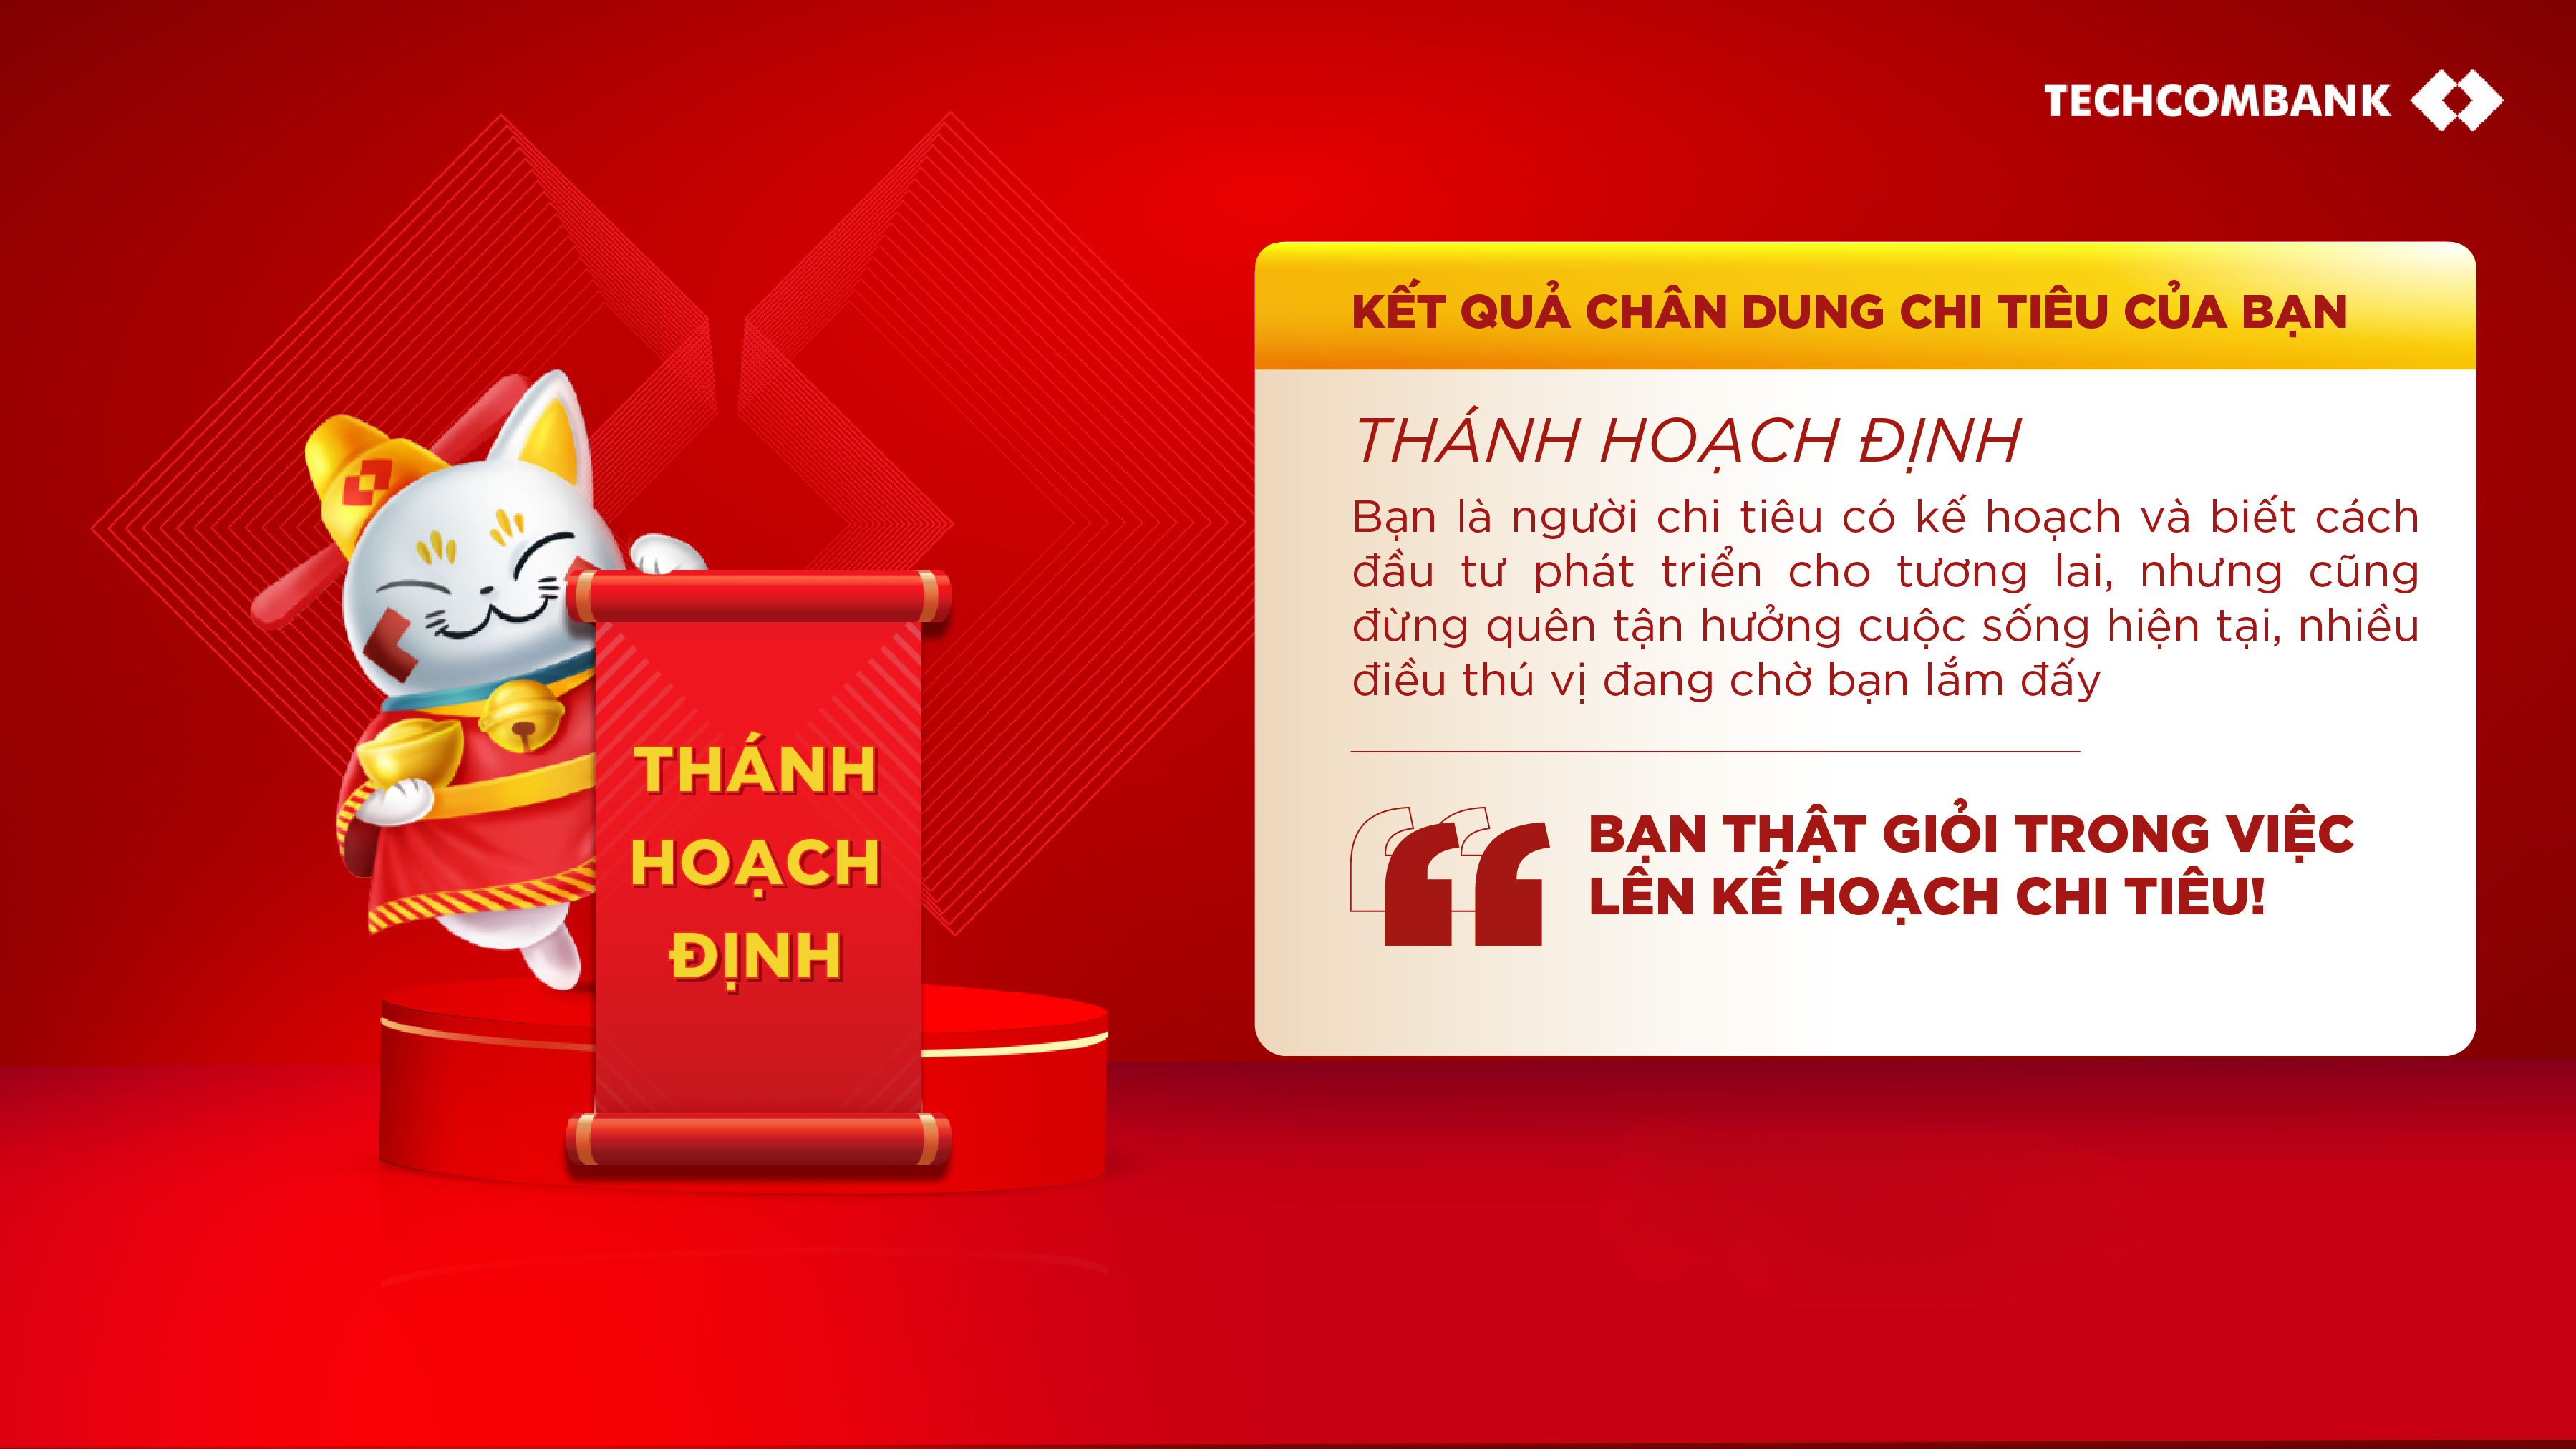 TECHCOMBANK
KẾT QUẢ CHÂN DUNG CHI TIÊU CỦA BẠN
THÁNH HOẠCH ĐỊNH
Bạn là người chi tiêu có kế hoạch và biết cách
đầu tư phát triển cho tương lai, nhưng cũng
đừng quên tận hưởng cuộc sống hiện tại, nhiều
điều thú vị đang chờ bạn lắm đấy
BẠN THẬT GIỎI TRONG VIỆC
LÊN KẾ HOẠCH CHI TIÊU!
THÁNH
HOẠCH
ĐỊNH